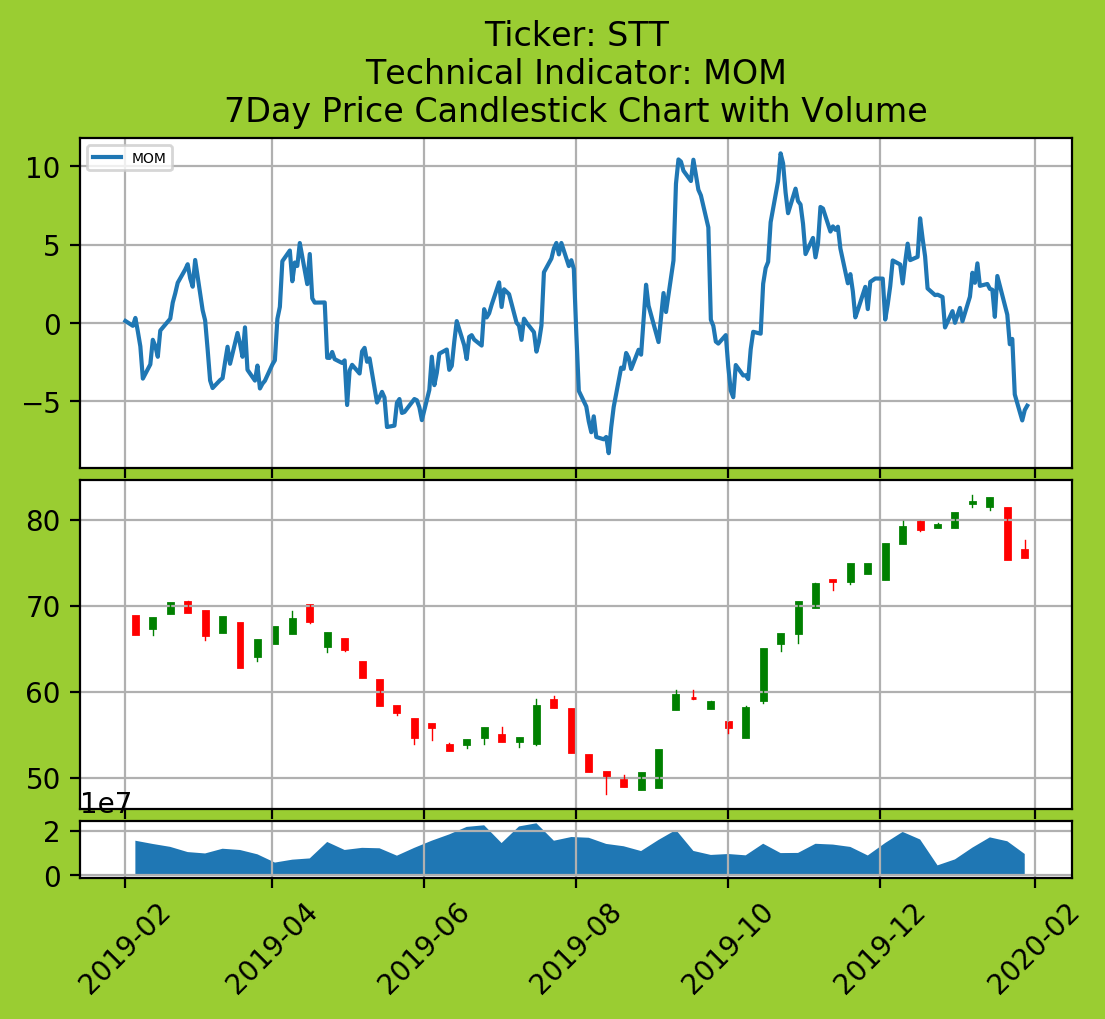 Ticker: STT
Technical Indicator: MOM
7Day Price Candlestick Chart with Volume
MOM
10
5
0
−5
80
70
60
50
1e7
2
0
2019-02 2019-04 2019-06 2019-08 2019-10 2019-12 2020-02